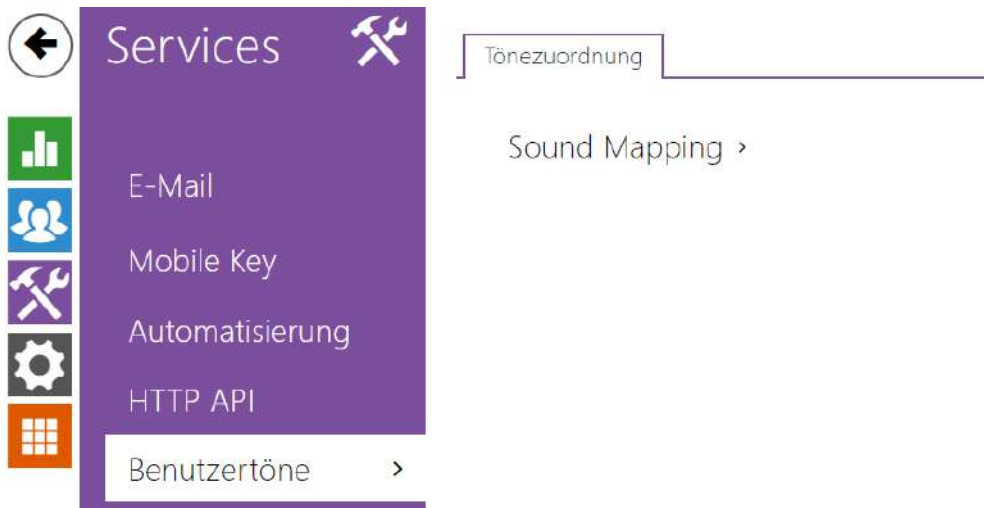 Services
E-Mail
Mobile Key
Automatisierung
HTTP API
Benutzertöne
Tönezuordnung
Sound Mapping